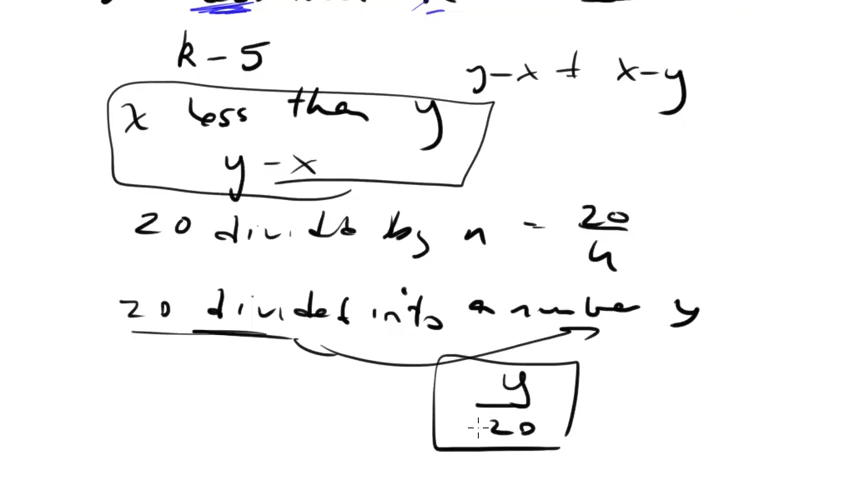 k - 5
y - x ≠ x - y
x less than y
y - x
20 divided by n = 20/n
20 divided into a number y
y/20